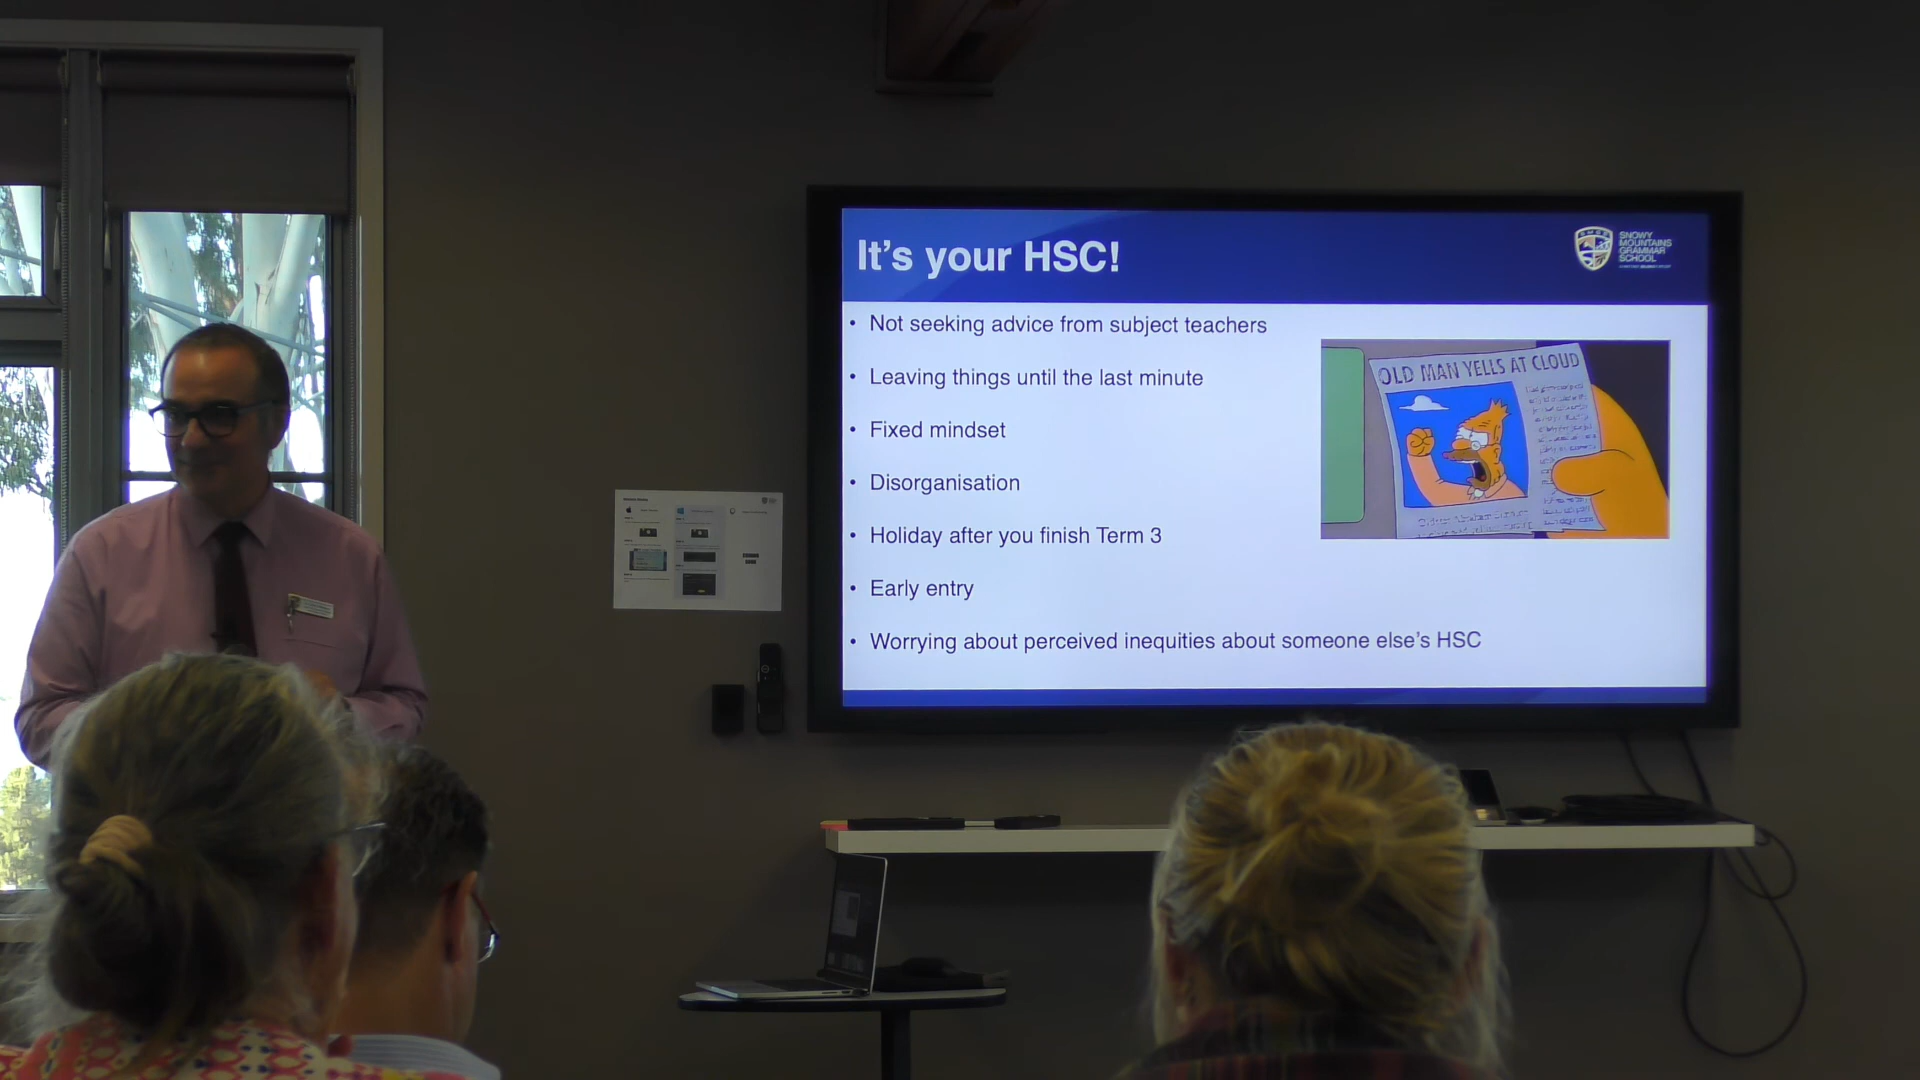 It's your HSC!
SNOWY
MOUNTAINS
GRAMMAR
SCHOOL
• Not seeking advice from subject teachers
• Leaving things until the last minute
• Fixed mindset
• Disorganisation
• Holiday after you finish Term 3
• Early entry
• Worrying about perceived inequities about someone else's HSC
OLD MAN YELLS AT CLOUD